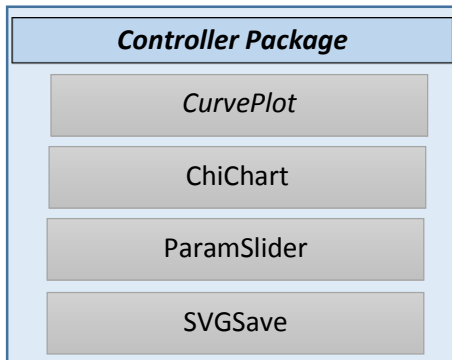 Controller Package
CurvePlot
ChiChart
ParamSlider
SVGSave